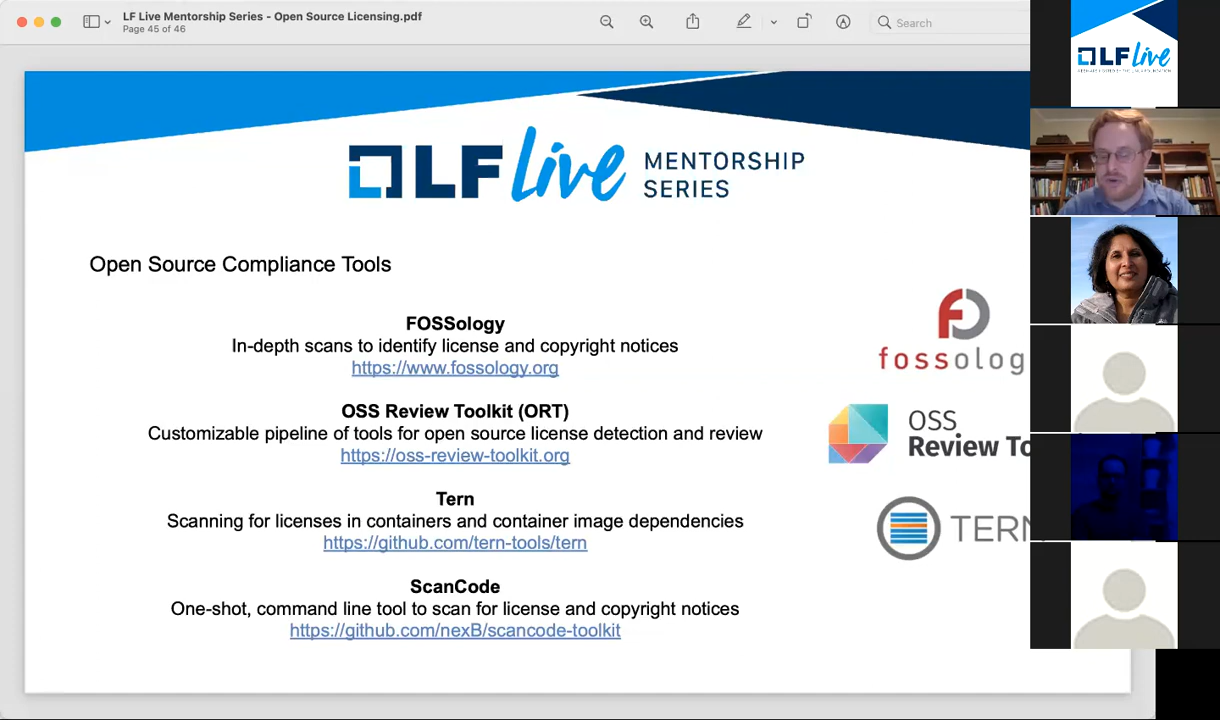 LF Live Mentorship Series - Open Source Licensing.pdf
Page 45 of 46
Search
LF Live
LF Live MENTORSHIP
SERIES
Open Source Compliance Tools
FOSSology
In-depth scans to identify license and copyright notices
https://www.fossology.org
fossolog
OSS Review Toolkit (ORT)
Customizable pipeline of tools for open source license detection and review
https://oss-review-toolkit.org
OSS
Review To
Tern
Scanning for licenses in containers and container image dependencies
https://github.com/tern-tools/tern
TERN
ScanCode
One-shot, command line tool to scan for license and copyright notices
https://github.com/nexB/scancode-toolkit